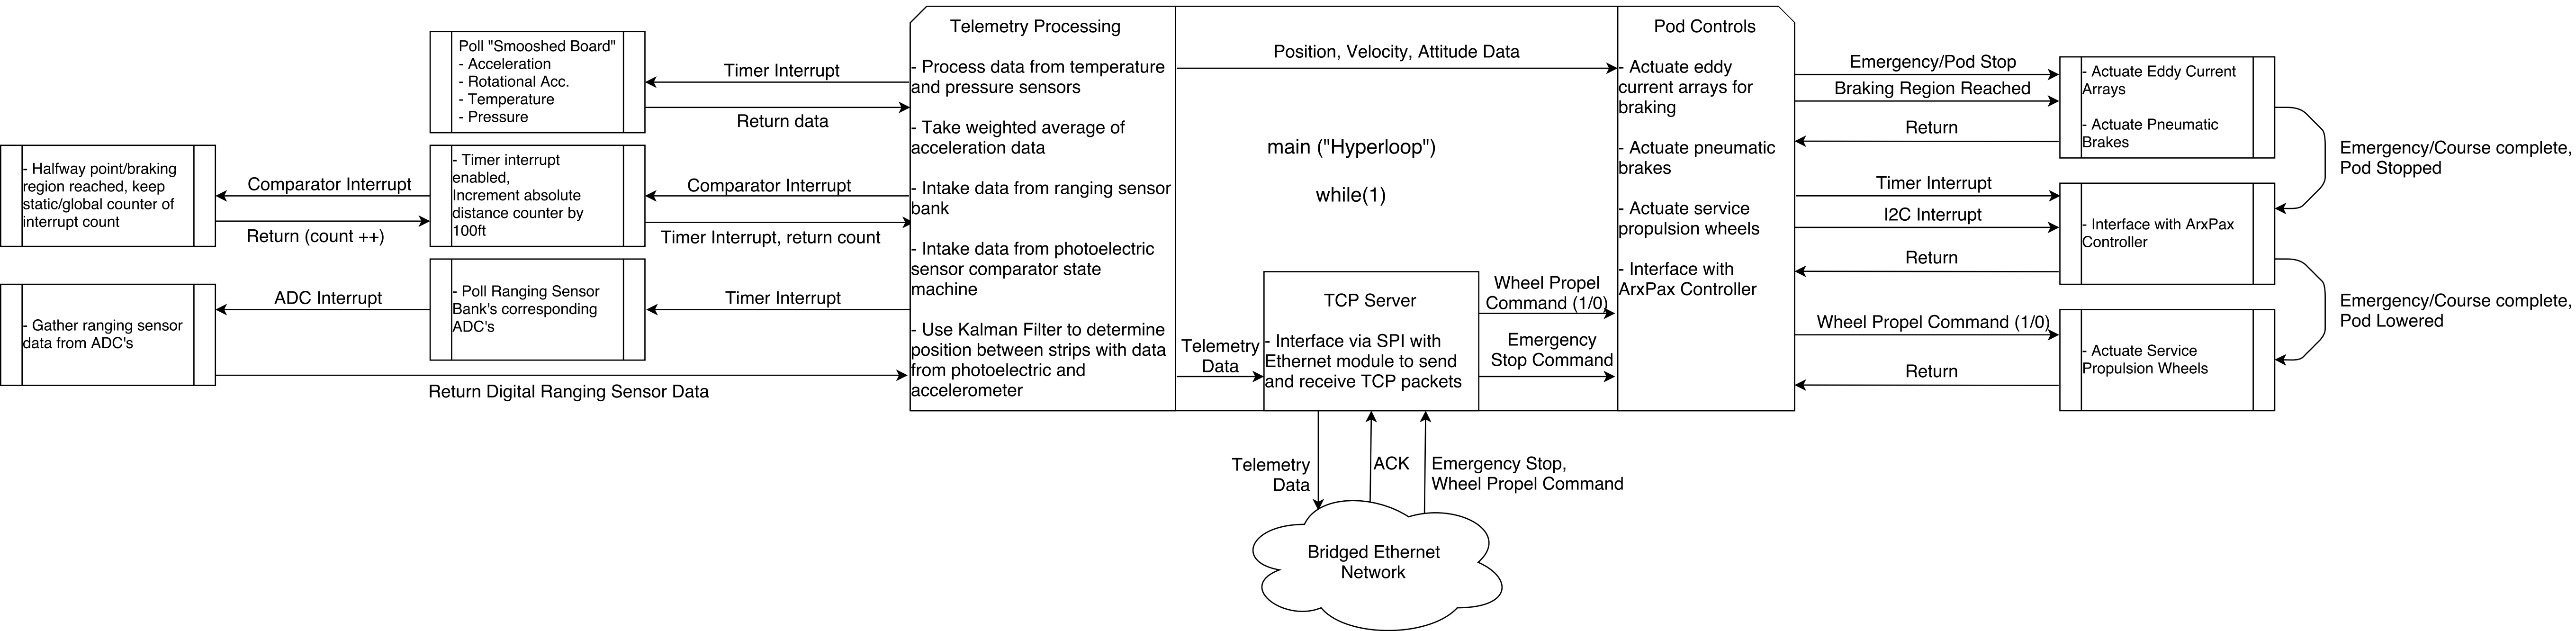 Poll "Smooshed Board"
- Acceleration
- Rotational Acc.
- Temperature
- Pressure
Timer Interrupt
Return data
- Halfway point/braking
region reached, keep
static/global counter of
interrupt count
Comparator Interrupt
Return (count ++)
- Timer interrupt
enabled,
Increment absolute
distance counter by
100ft
Comparator Interrupt
Timer Interrupt, return count
- Gather ranging sensor
data from ADC's
ADC Interrupt
- Poll Ranging Sensor
Bank's corresponding
ADC's
Timer Interrupt
Return Digital Ranging Sensor Data
Telemetry Processing
- Process data from temperature
and pressure sensors
- Take weighted average of
acceleration data
- Intake data from ranging sensor
bank
- Intake data from photoelectric
sensor comparator state
machine
- Use Kalman Filter to determine
position between strips with data
from photoelectric and
accelerometer
Position, Velocity, Attitude Data
main ("Hyperloop")
while(1)
Telemetry
Data
TCP Server
- Interface via SPI with
Ethernet module to send
and receive TCP packets
Wheel Propel
Command (1/0)
Emergency
Stop Command
Telemetry
Data
ACK
Emergency Stop,
Wheel Propel Command
Bridged Ethernet
Network
Pod Controls
- Actuate eddy
current arrays for
braking
- Actuate pneumatic
brakes
- Actuate service
propulsion wheels
- Interface with
ArxPax Controller
Emergency/Pod Stop
Braking Region Reached
Return
- Actuate Eddy Current
Arrays
- Actuate Pneumatic
Brakes
Emergency/Course complete,
Pod Stopped
Timer Interrupt
I2C Interrupt
Return
- Interface with ArxPax
Controller
Emergency/Course complete,
Pod Lowered
Wheel Propel Command (1/0)
Return
- Actuate Service
Propulsion Wheels